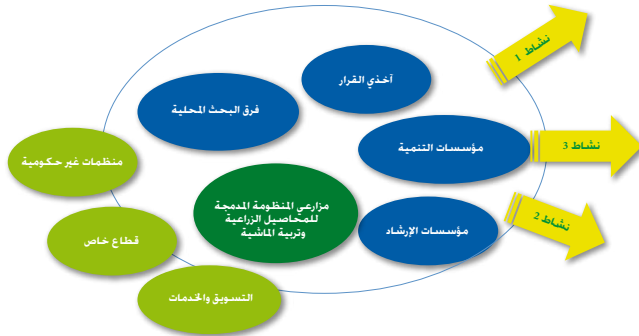 نشاط 1
آخذي القرار
فرق البحث المحلية
مؤسسات التنمية
نشاط 3
منظمات غير حكومية
مزارعي المنظومة المدمجة
للمحاصيل الزراعية
وتربية الماشية
مؤسسات الإرشاد
نشاط 2
قطاع خاص
التسويق والخدمات